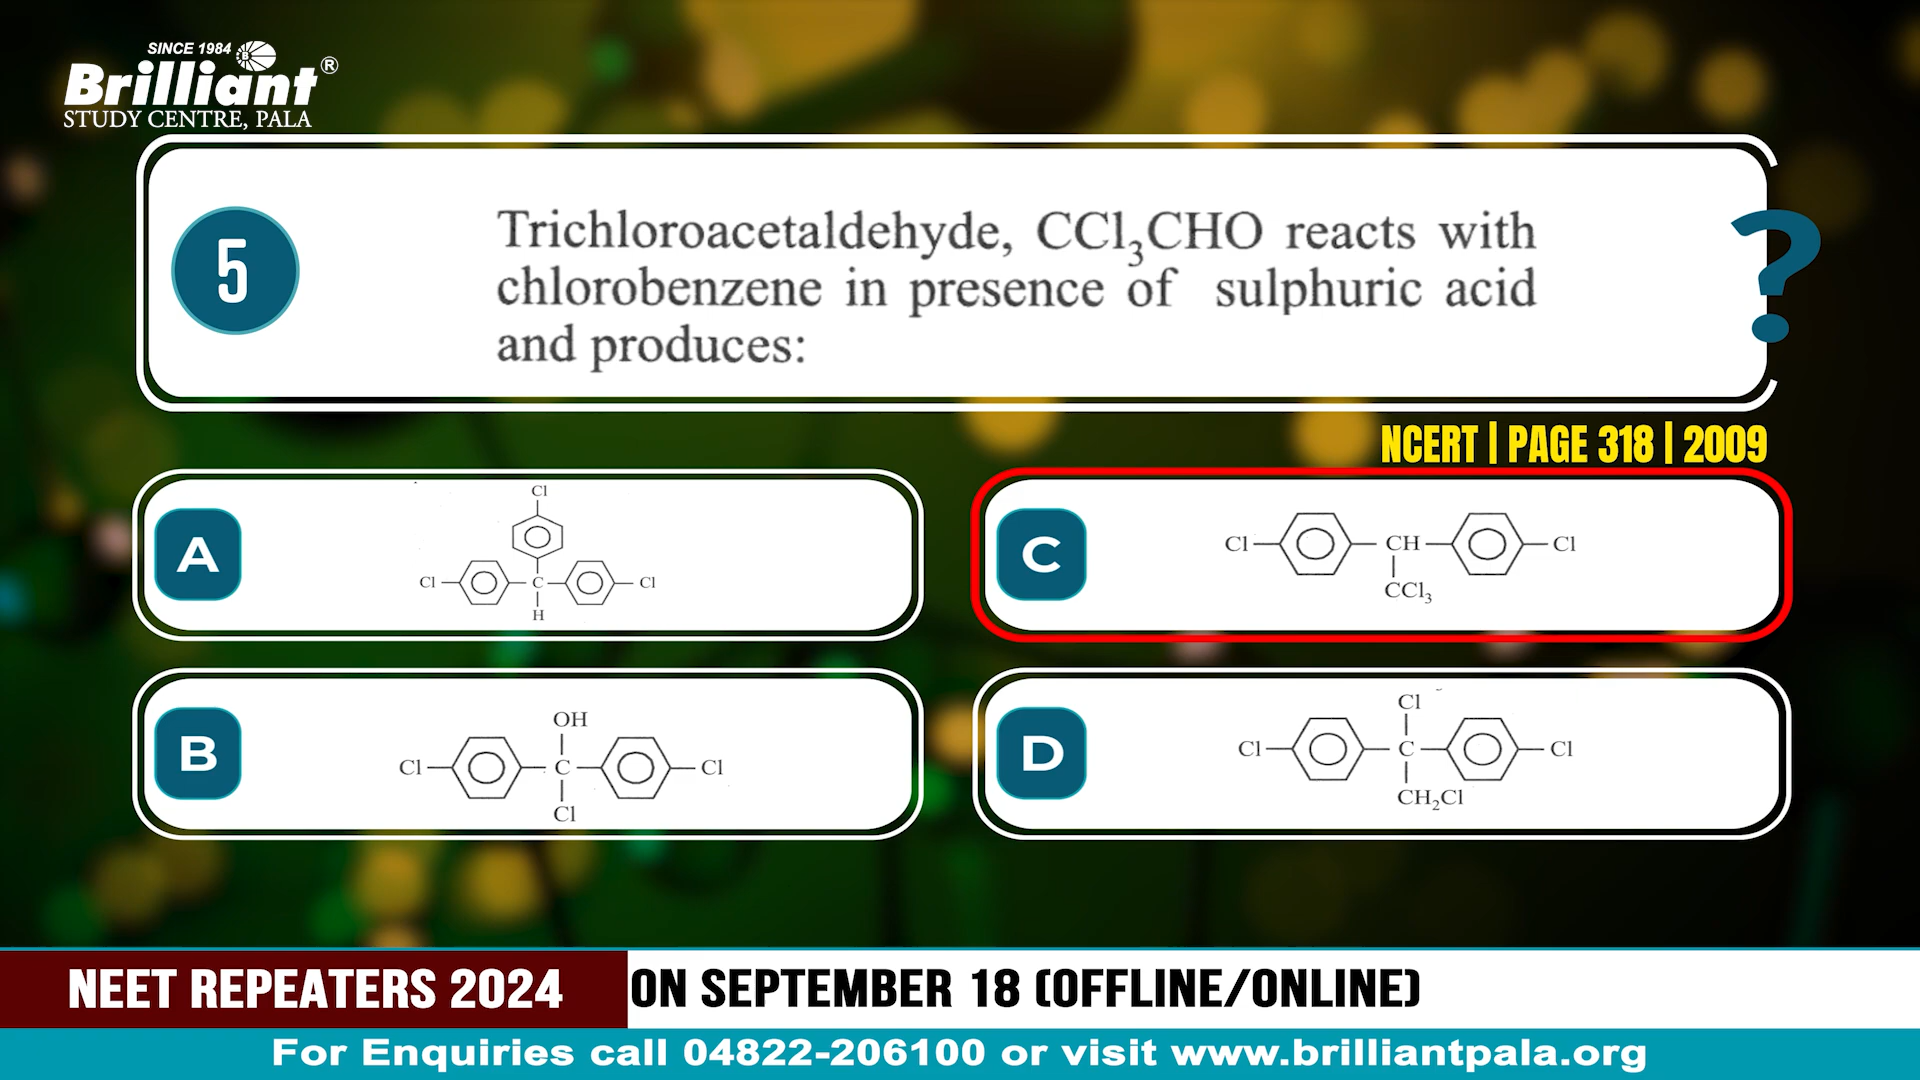 SINCE 1984
Brilliant®
STUDY CENTRE, PALA
5
Trichloroacetaldehyde, CCl₃CHO reacts with
chlorobenzene in presence of sulphuric acid
and produces:
?
NCERT | PAGE 318 | 2009
A
Cl
Cl
C
Cl
H
C
Cl
CH
Cl
CCl₃
B
OH
Cl
C
Cl
Cl
D
Cl
Cl
C
Cl
CH₂Cl
NEET REPEATERS 2024
ON SEPTEMBER 18 (OFFLINE/ONLINE)
For Enquiries call 04822-206100 or visit www.brilliantpala.org